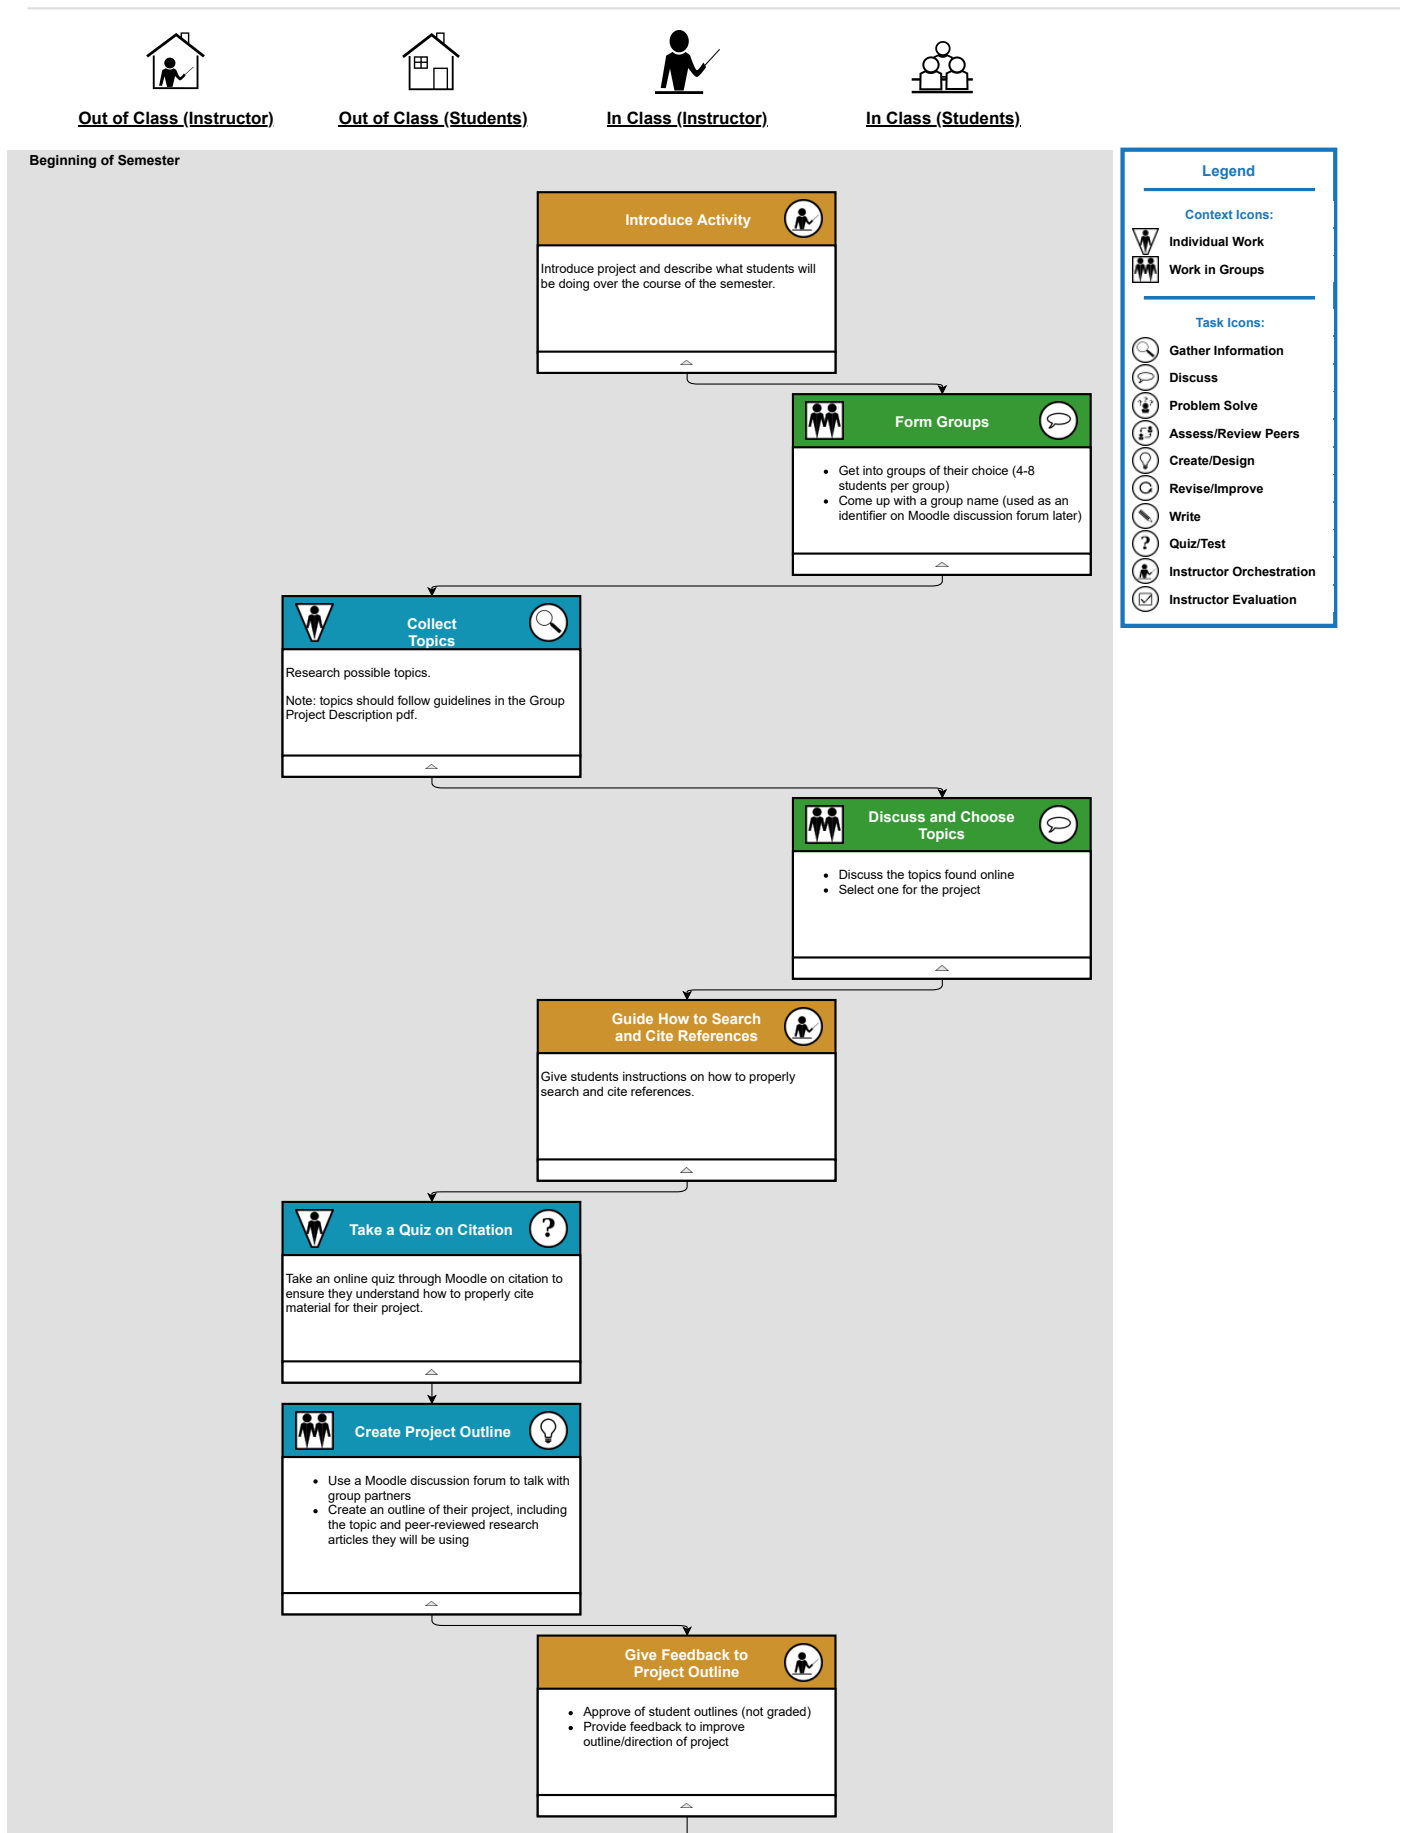 Out of Class (Instructor)
Out of Class (Students)
In Class (Instructor)
In Class (Students)
Beginning of Semester
Introduce Activity
Introduce project and describe what students will
be doing over the course of the semester.
Form Groups
• Get into groups of their choice (4-8
students per group)
• Come up with a group name (used as an
identifier on Moodle discussion forum later)
Collect
Topics
Research possible topics.
Note: topics should follow guidelines in the Group
Project Description pdf.
Discuss and Choose
Topics
• Discuss the topics found online
• Select one for the project
Guide How to Search
and Cite References
Give students instructions on how to properly
search and cite references.
Take a Quiz on Citation
?
Take an online quiz through Moodle on citation to
ensure they understand how to properly cite
material for their project.
Create Project Outline
• Use a Moodle discussion forum to talk with
group partners
• Create an outline of their project, including
the topic and peer-reviewed research
articles they will be using
Give Feedback to
Project Outline
• Approve of student outlines (not graded)
• Provide feedback to improve
outline/direction of project
Legend
Context Icons:
Individual Work
Work in Groups
Task Icons:
Gather Information
Discuss
Problem Solve
Assess/Review Peers
Create/Design
Revise/Improve
Write
? Quiz/Test
Instructor Orchestration
Instructor Evaluation